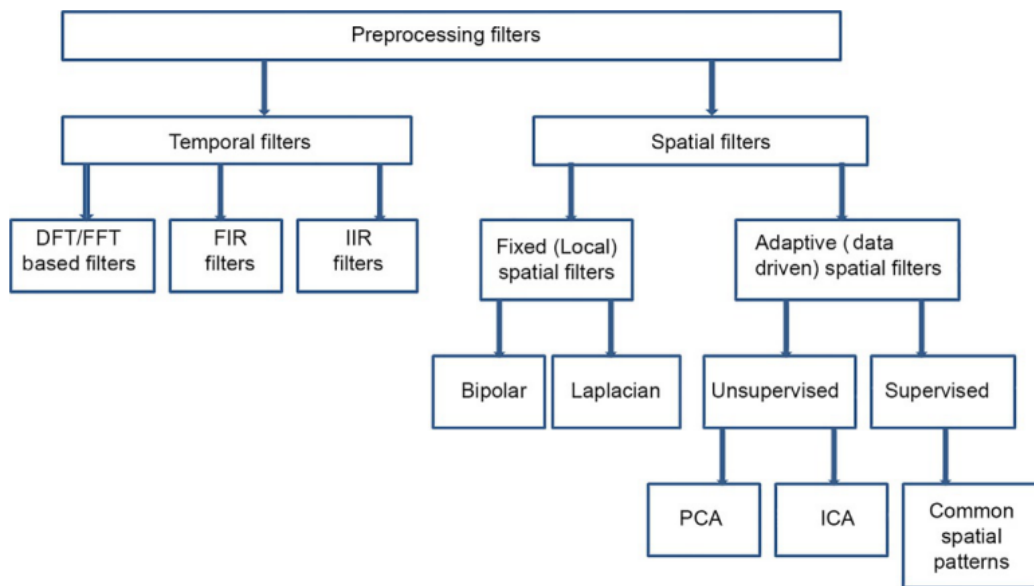 Preprocessing filters
Temporal filters
Spatial filters
DFT/FFT
based filters
FIR
filters
IIR
filters
Fixed (Local)
spatial filters
Adaptive (data
driven) spatial filters
Bipolar
Laplacian
Unsupervised
Supervised
PCA
ICA
Common
spatial
patterns